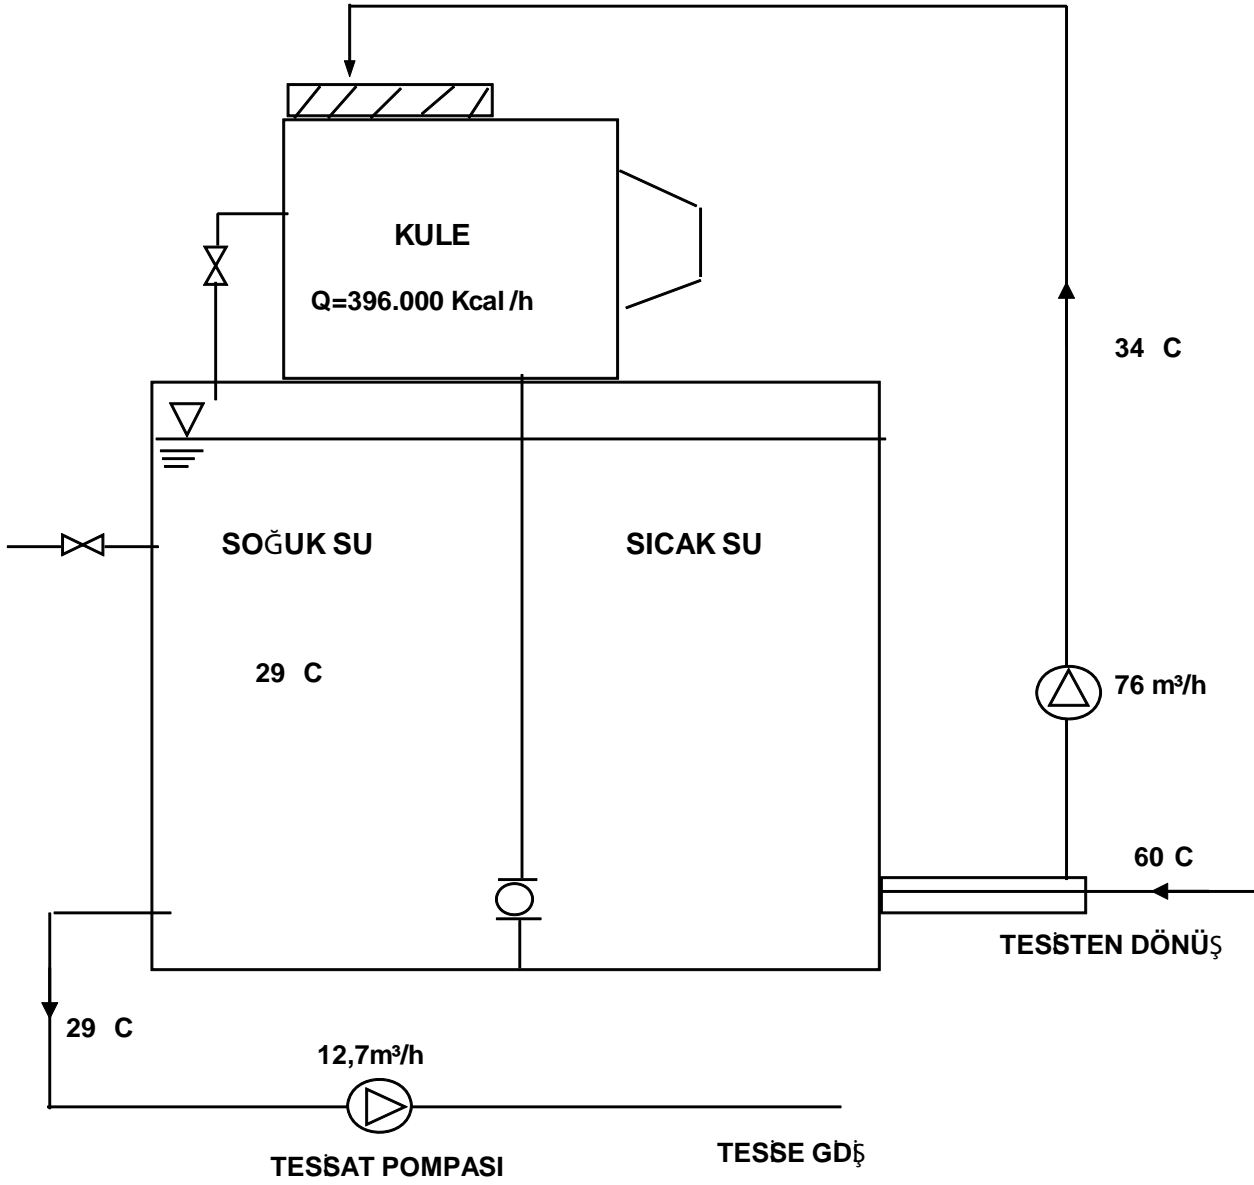 KULE
Q=396.000 Kcal/h
34 C
SOĞUK SU
SICAK SU
29 C
76 m³/h
60 C
TESİSTEN DÖNÜŞ
29 C
12,7m³/h
TESİSAT POMPASI
TESİSE GİDİŞ